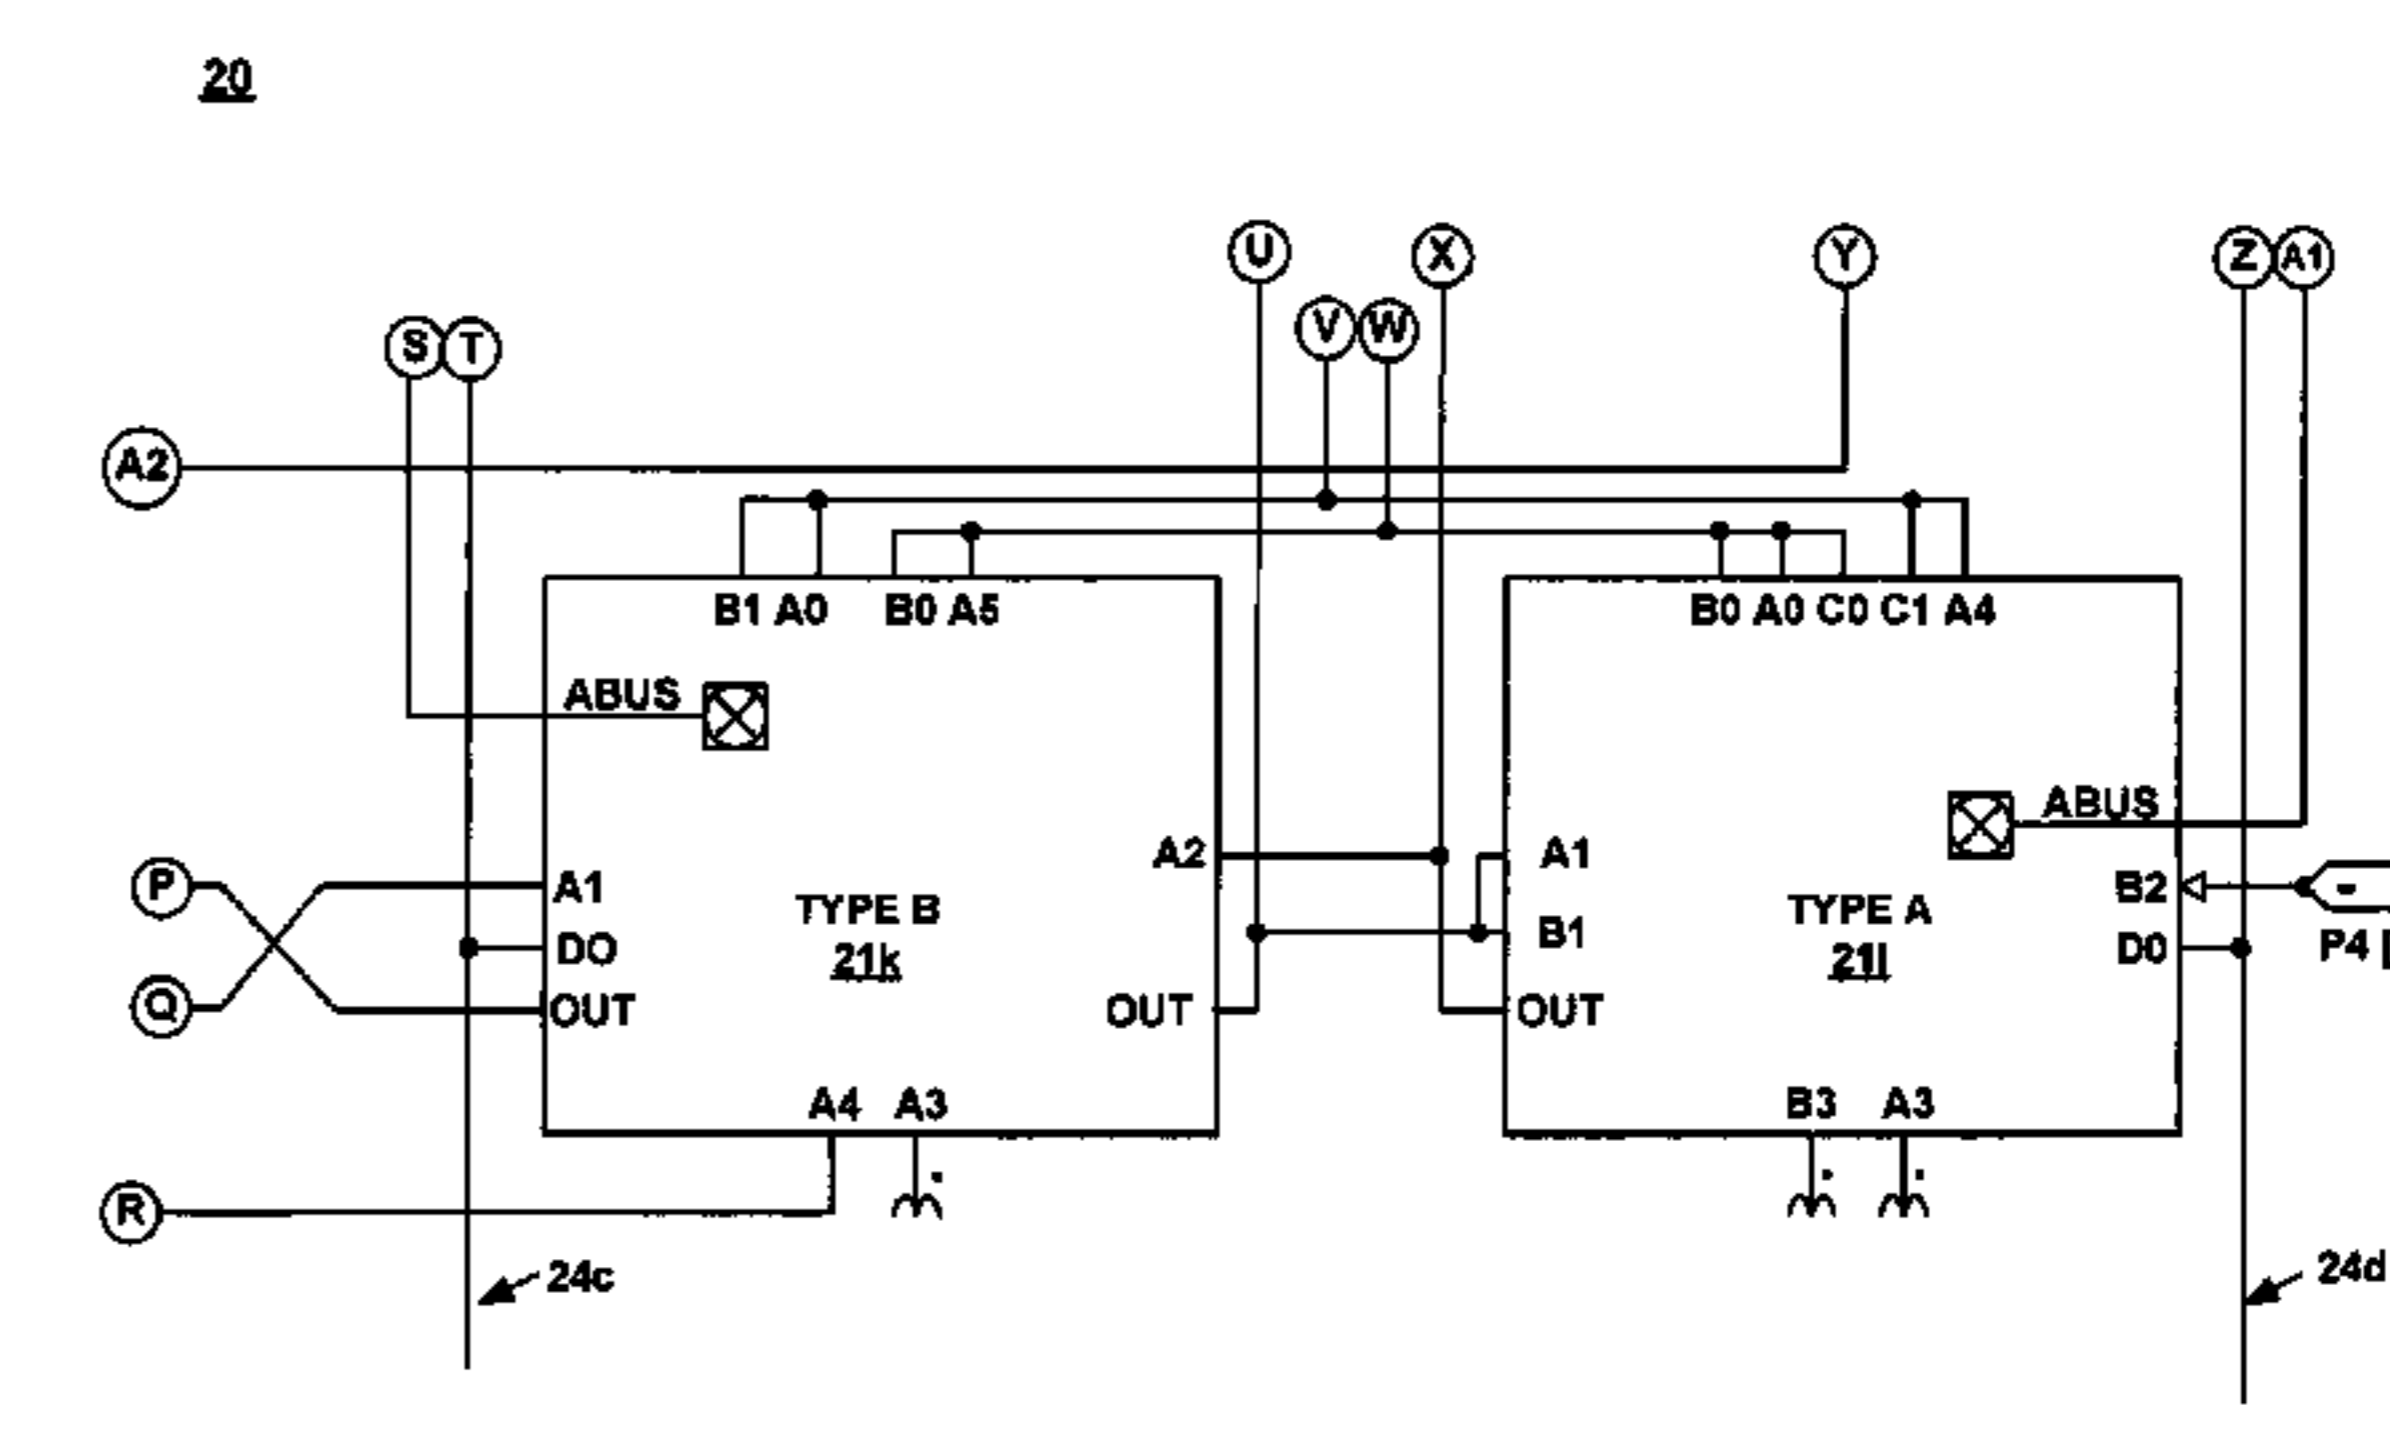 20
U X Y Z A1
V W
S T
A2
B1 A0 B0 A5
B0 A0 C0 C1 A4
ABUS
ABUS
A2
A1
P
A1
B2
TYPE B
TYPE A
B1
DO
21k
21l
D0
P4
Q
OUT
OUT
OUT
A4 A3
B3 A3
R
24c
24d